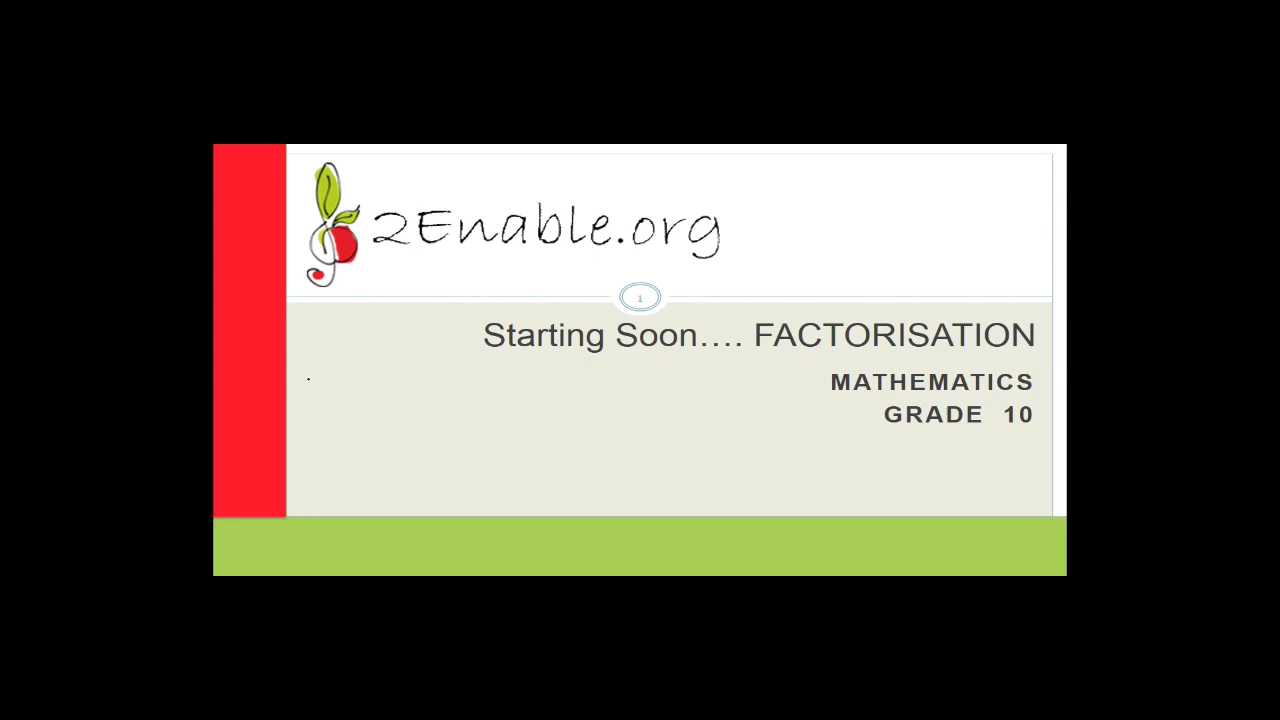 2Enable.org
1
Starting Soon.... FACTORISATION
MATHEMATICS
GRADE 10